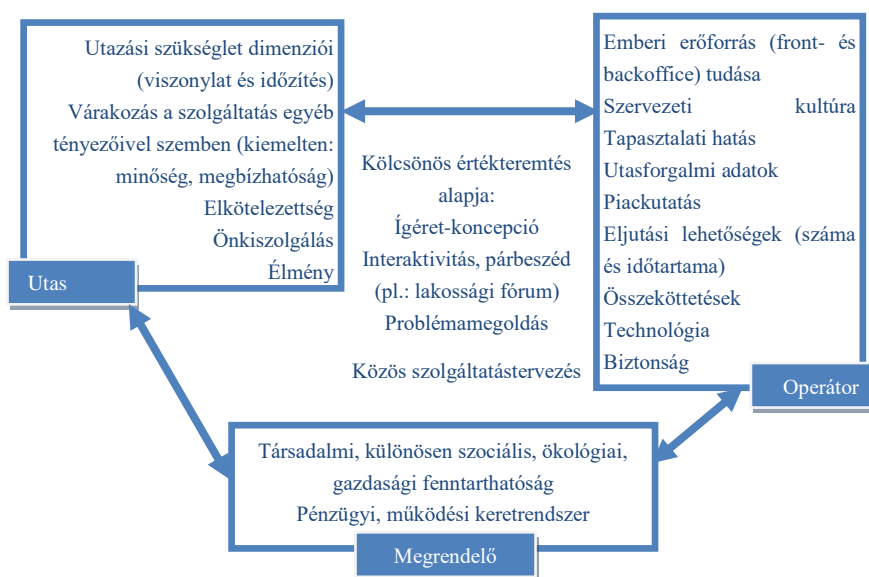 Utazási szükséglet dimenziói
(viszonylat és időzítés)
Várakozás a szolgáltatás egyéb
tényezőivel szemben (kiemelten:
minőség, megbízhatóság)
Elkötelezettség
Önkiszolgálás
Élmény
Utas
Kölcsönös értékteremtés
alapja:
Ígéret-koncepció
Interaktivitás, párbeszéd
(pl.: lakossági fórum)
Problémamegoldás
Közös szolgáltatástervezés
Emberi erőforrás (front- és
backoffice) tudása
Szervezeti kultúra
Tapasztalati hatás
Utasforgalmi adatok
Piackutatás
Eljutási lehetőségek (száma
és időtartama)
Összeköttetések
Technológia
Biztonság
Operátor
Társadalmi, különösen szociális, ökológiai,
gazdasági fenntarthatóság
Pénzügyi, működési keretrendszer
Megrendelő